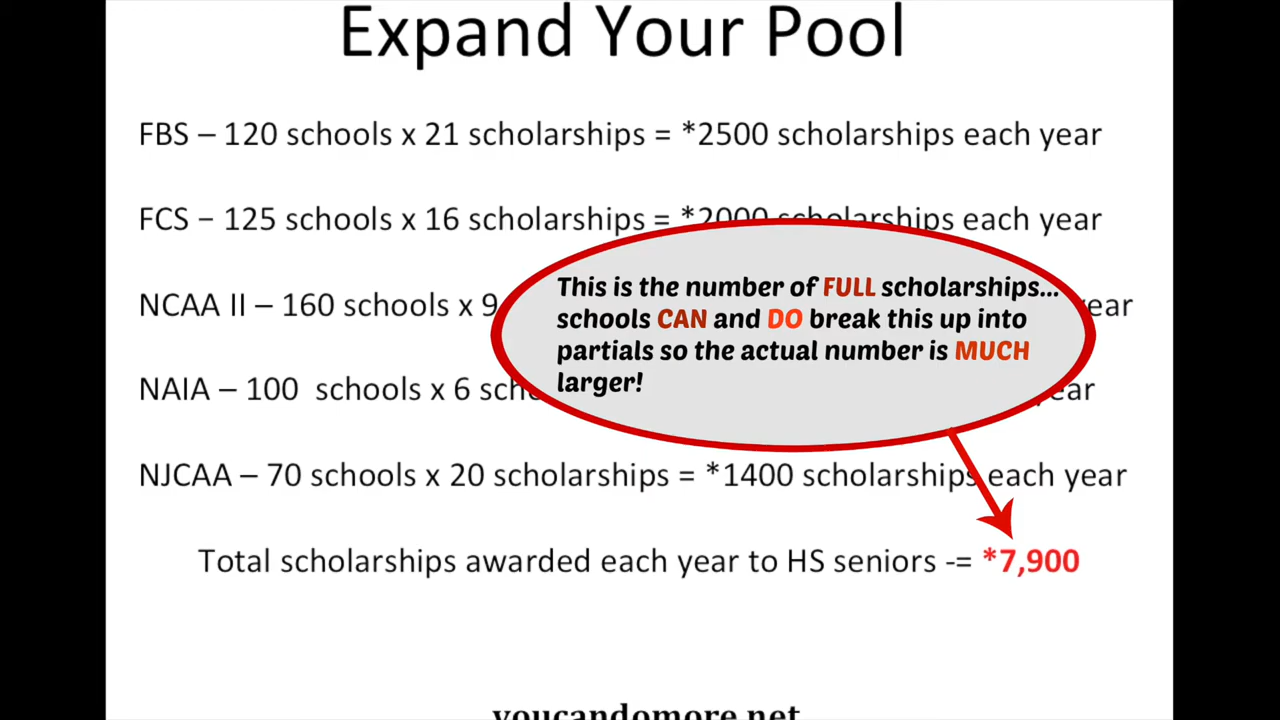 Expand Your Pool
FBS – 120 schools x 21 scholarships = *2500 scholarships each year
FCS – 125 schools x 16 scholarships = *2000 scholarships each year
This is the number of FULL scholarships...
NCAA II – 160 schools x 9
schools CAN and DO break this up into
partials so the actual number is MUCH
larger!
NAIA – 100 schools x 6
NJCAA – 70 schools x 20 scholarships = *1400 scholarships each year
Total scholarships awarded each year to HS seniors -= *7,900
youcandomore.net